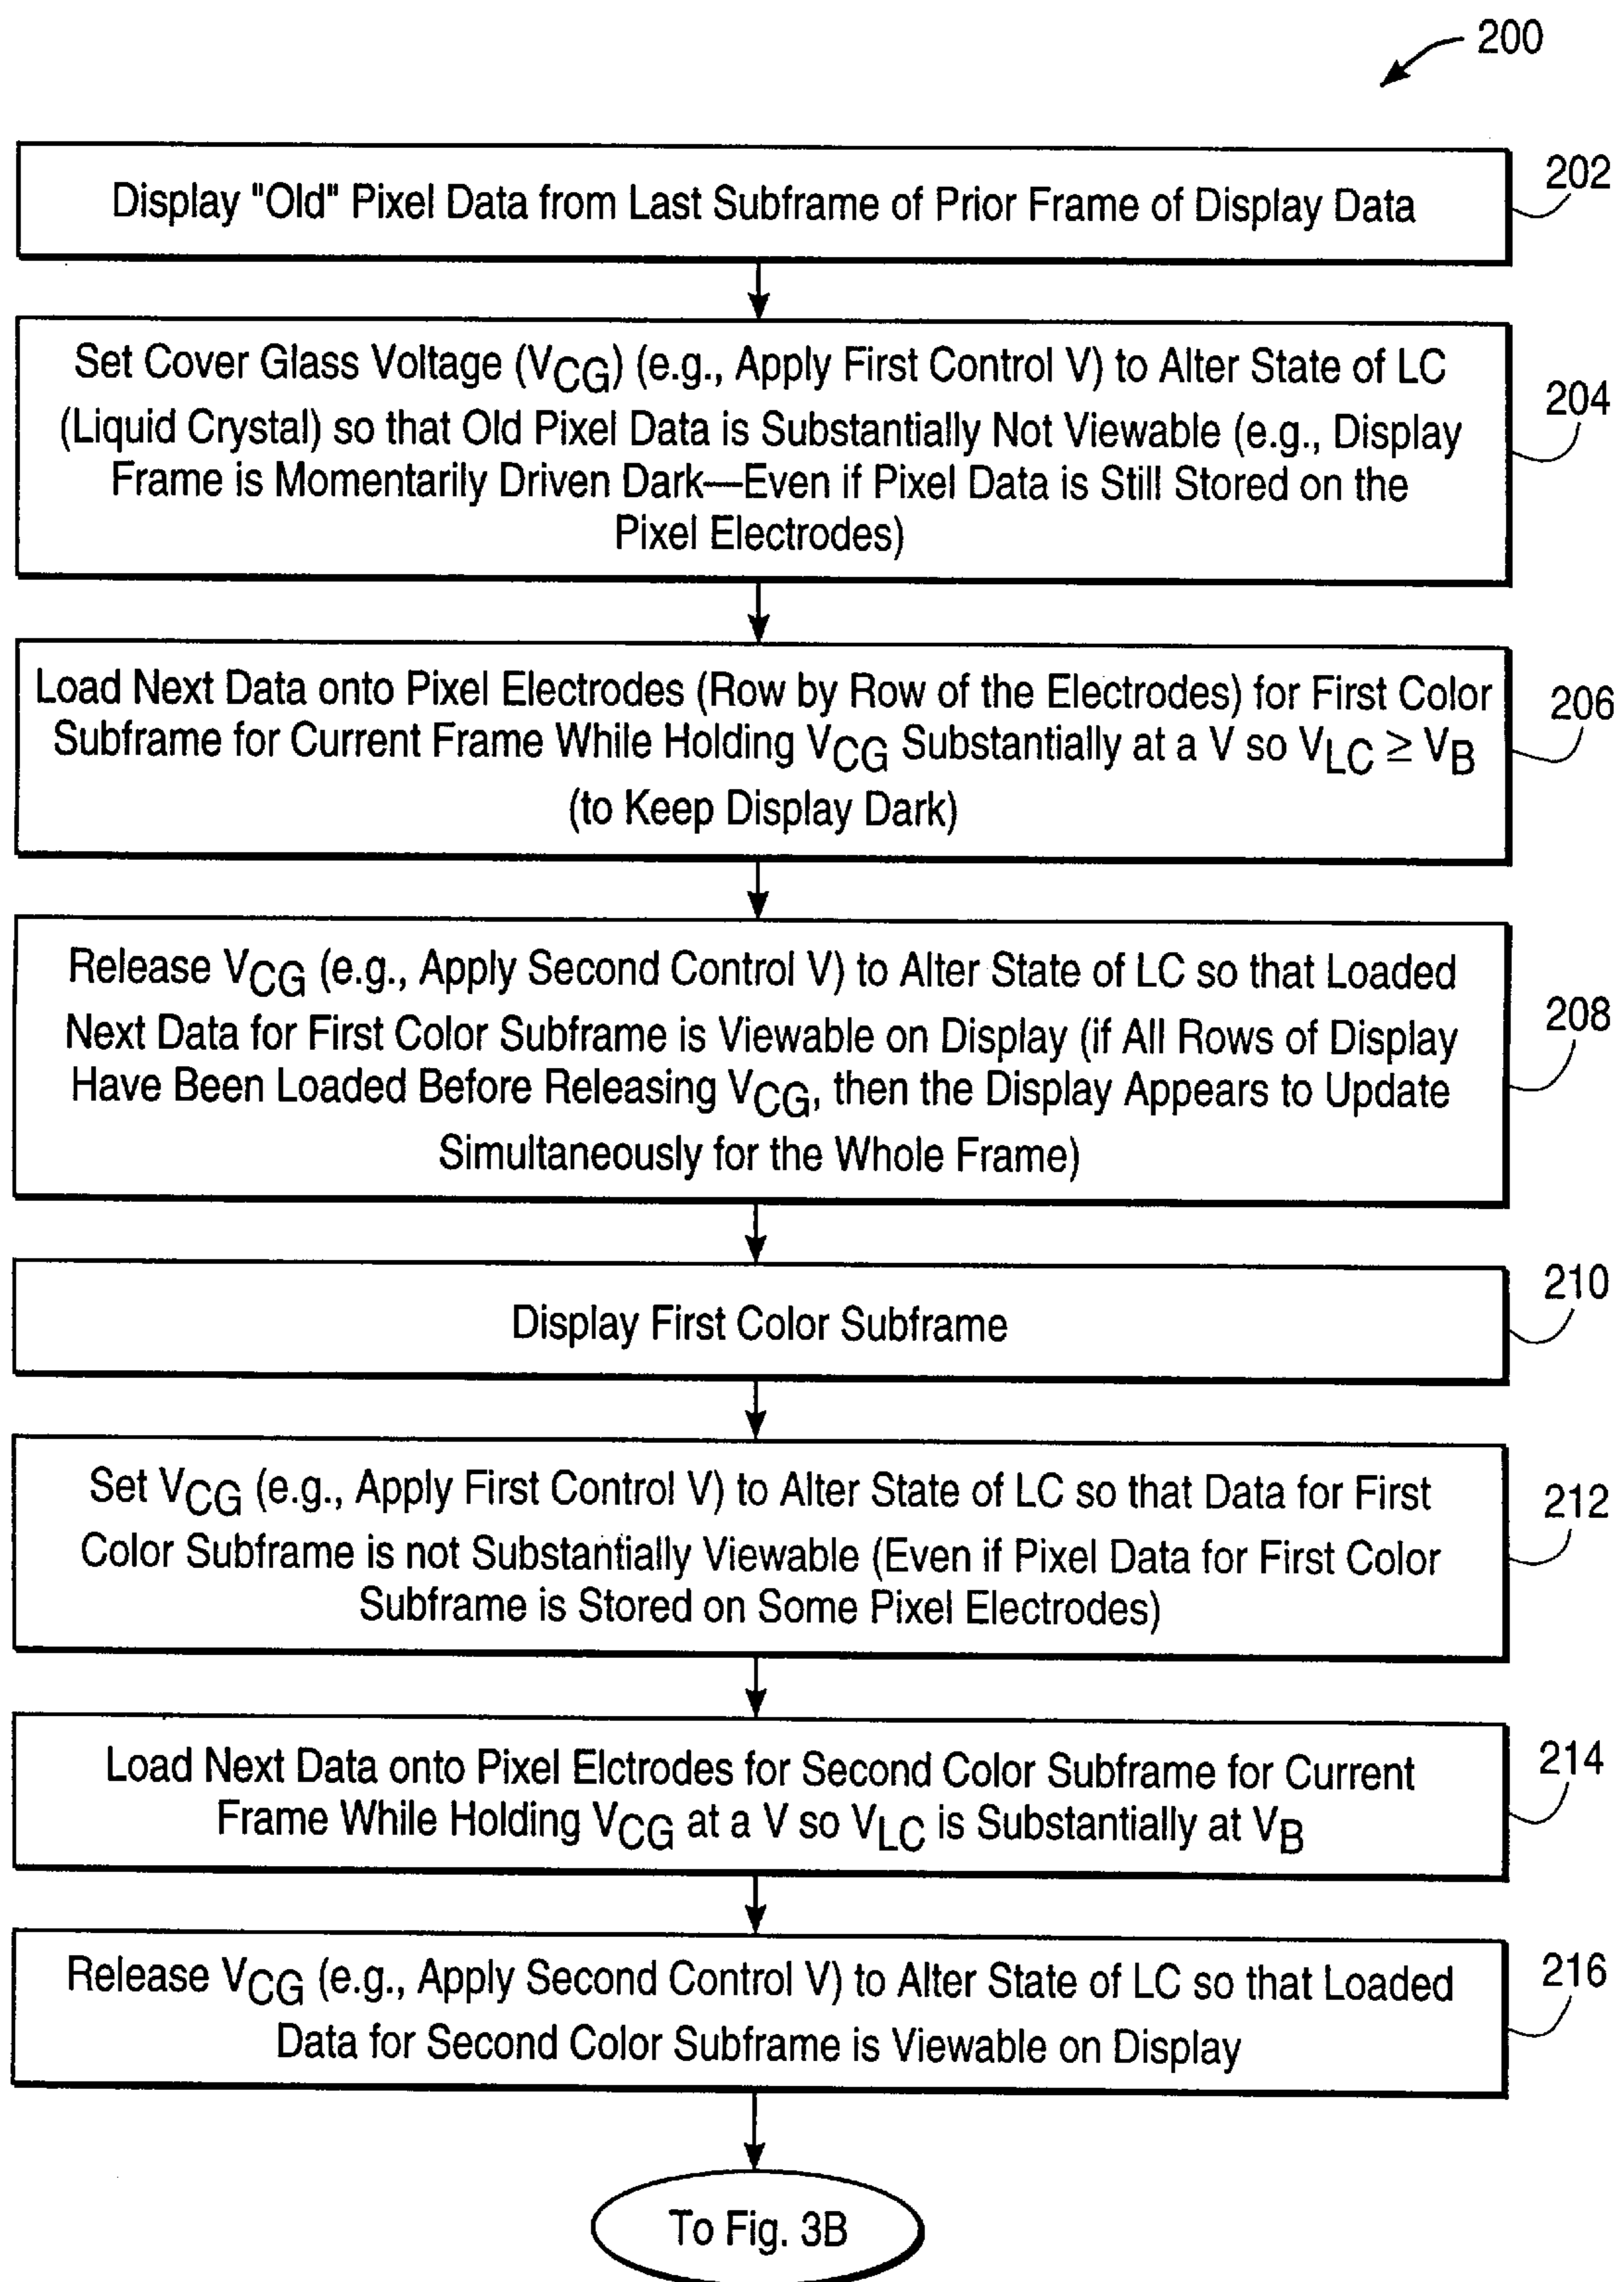 200
Display "Old" Pixel Data from Last Subframe of Prior Frame of Display Data
202
Set Cover Glass Voltage (VCG) (e.g., Apply First Control V) to Alter State of LC
(Liquid Crystal) so that Old Pixel Data is Substantially Not Viewable (e.g., Display
Frame is Momentarily Driven Dark—Even if Pixel Data is Still Stored on the
Pixel Electrodes)
204
Load Next Data onto Pixel Electrodes (Row by Row of the Electrodes) for First Color
Subframe for Current Frame While Holding VCG Substantially at a V so VLC ≥ VB
(to Keep Display Dark)
206
Release VCG (e.g., Apply Second Control V) to Alter State of LC so that Loaded
Next Data for First Color Subframe is Viewable on Display (if All Rows of Display
Have Been Loaded Before Releasing VCG, then the Display Appears to Update
Simultaneously for the Whole Frame)
208
Display First Color Subframe
210
Set VCG (e.g., Apply First Control V) to Alter State of LC so that Data for First
Color Subframe is not Substantially Viewable (Even if Pixel Data for First Color
Subframe is Stored on Some Pixel Electrodes)
212
Load Next Data onto Pixel Elctrodes for Second Color Subframe for Current
Frame While Holding VCG at a V so VLC is Substantially at VB
214
Release VCG (e.g., Apply Second Control V) to Alter State of LC so that Loaded
Data for Second Color Subframe is Viewable on Display
216
To Fig. 3B